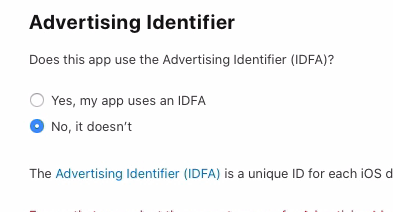 Advertising Identifier
Does this app use the Advertising Identifier (IDFA)?
Yes, my app uses an IDFA
No, it doesn’t
The Advertising Identifier (IDFA) is a unique ID for each iOS d